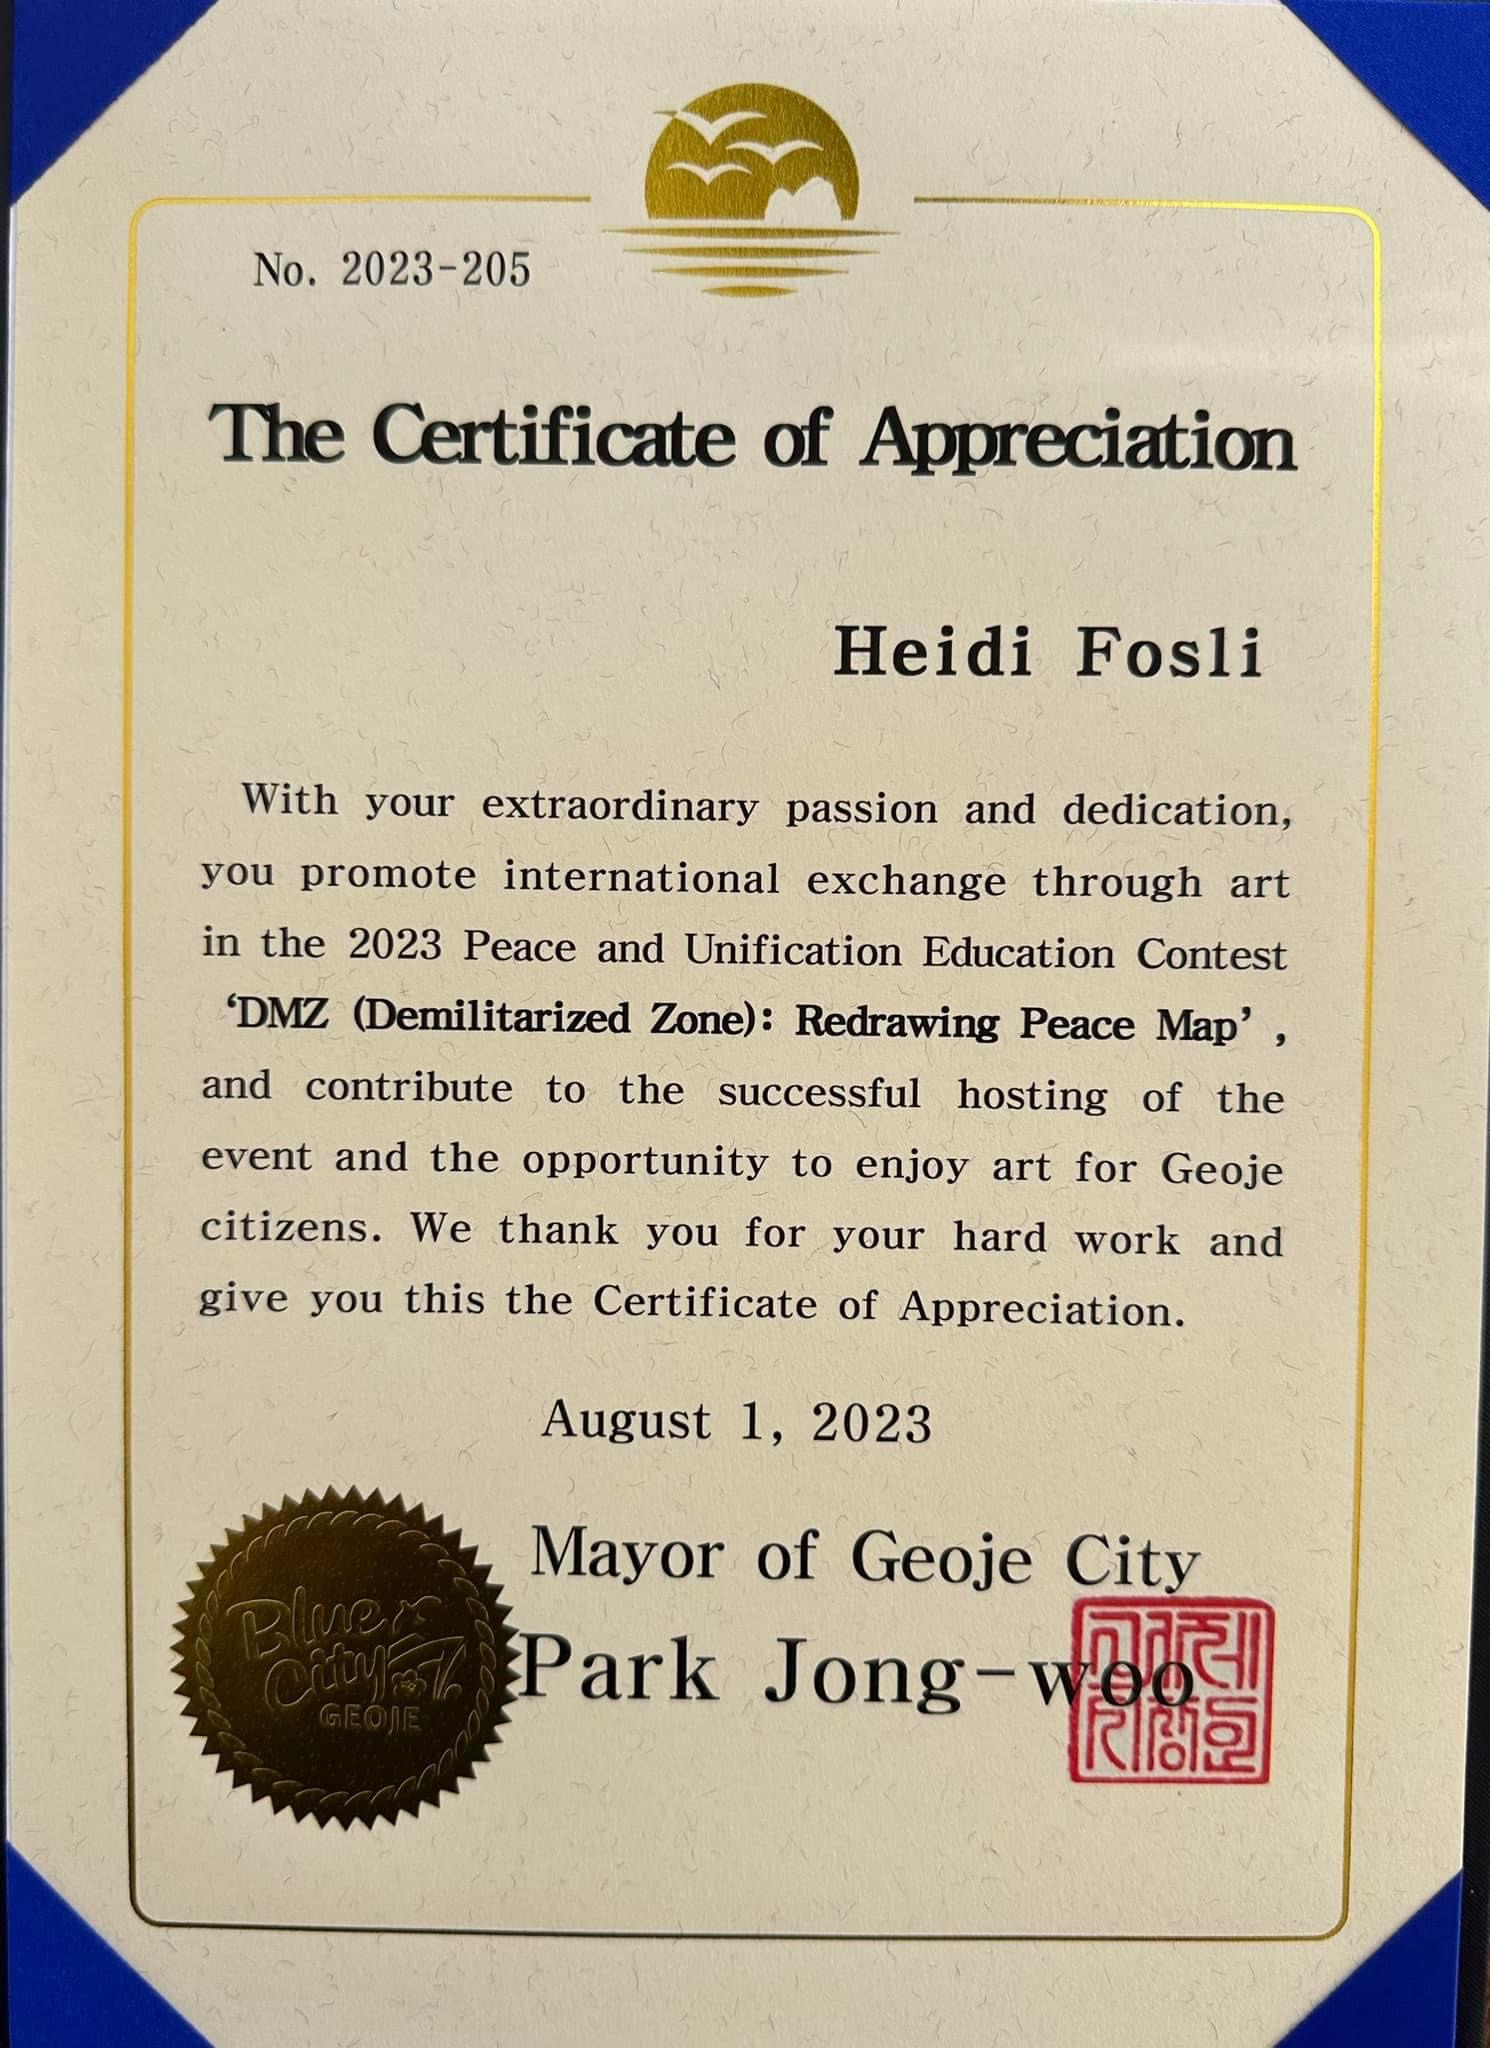 No. 2023-205
The Certificate of Appreciation
Heidi Fosli
With your extraordinary passion and dedication,
you promote international exchange through art
in the 2023 Peace and Unification Education Contest
‘DMZ (Demilitarized Zone): Redrawing Peace Map’ ,
and contribute to the successful hosting of the
event and the opportunity to enjoy art for Geoje
citizens. We thank you for your hard work and
give you this the Certificate of Appreciation.
August 1, 2023
Mayor of Geoje City
Park Jong-woo
Blue
City
GEOJE